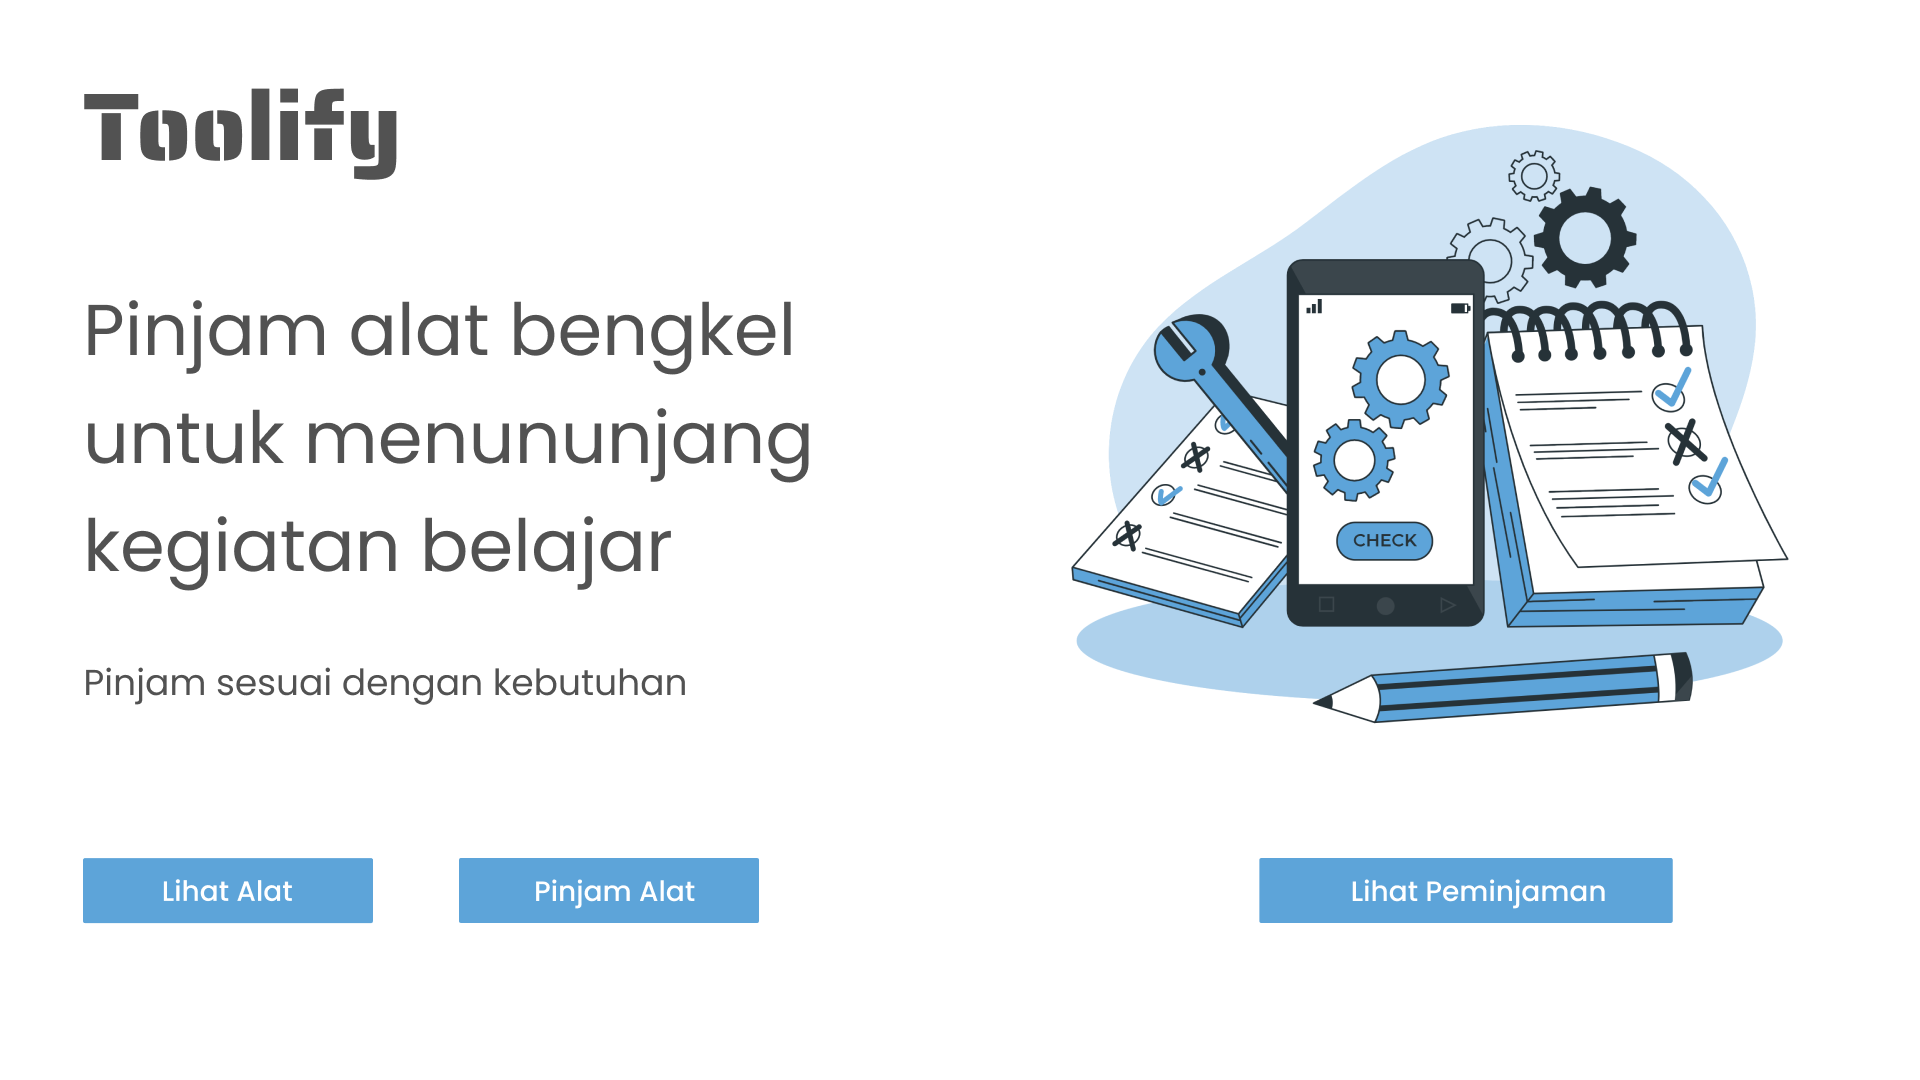 Toolify
Pinjam alat bengkel
untuk menununjang
kegiatan belajar
Pinjam sesuai dengan kebutuhan
CHECK
Lihat Alat
Pinjam Alat
Lihat Peminjaman